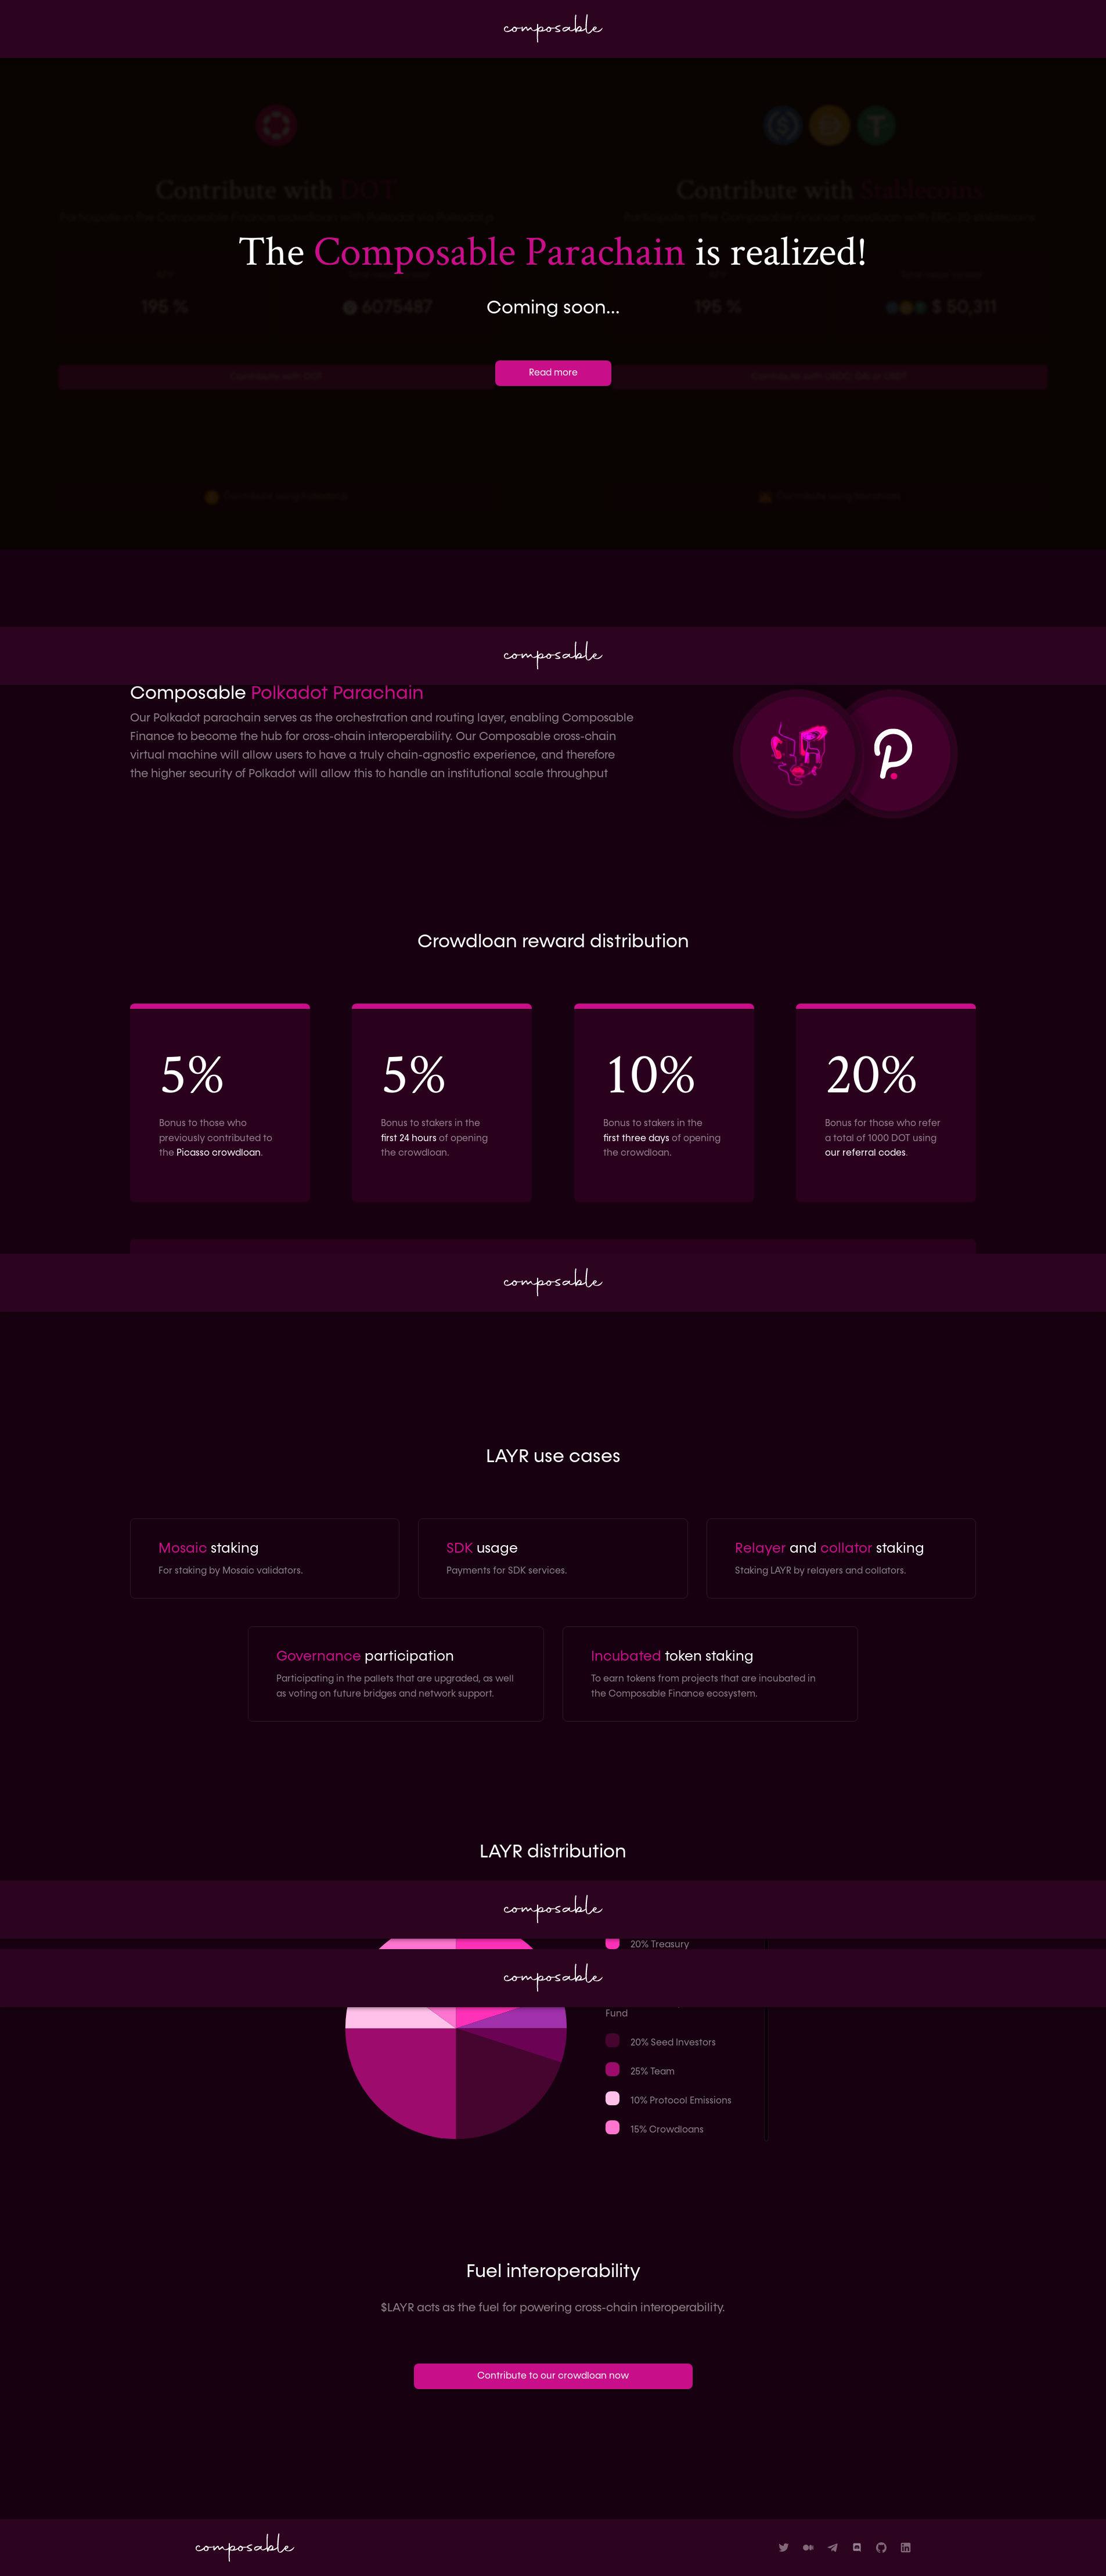 composable
Contribute with DOT
Contribute with Stablecoins
The Composable Parachain is realized!
195 %
6075487
Coming soon...
195 %
$ 50,311
Read more
composable
Composable Polkadot Parachain
Our Polkadot parachain serves as the orchestration and routing layer, enabling Composable
Finance to become the hub for cross-chain interoperability. Our Composable cross-chain
virtual machine will allow users to have a truly chain-agnostic experience, and therefore
the higher security of Polkadot will allow this to handle an institutional scale throughput
Crowdloan reward distribution
5%
Bonus to those who
previously contributed to
the Picasso crowdloan.
5%
Bonus to stakers in the
first 24 hours of opening
the crowdloan.
10%
Bonus to stakers in the
first three days of opening
the crowdloan.
20%
Bonus for those who refer
a total of 1000 DOT using
our referral codes.
composable
LAYR use cases
Mosaic staking
For staking by Mosaic validators.
SDK usage
Payments for SDK services.
Relayer and collator staking
Staking LAYR by relayers and collators.
Governance participation
Participating in the pallets that are upgraded, as well
as voting on future bridges and network support.
Incubated token staking
To earn tokens from projects that are incubated in
the Composable Finance ecosystem.
LAYR distribution
composable
20% Treasury
composable
Fund
20% Seed Investors
25% Team
10% Protocol Emissions
15% Crowdloans
Fuel interoperability
$LAYR acts as the fuel for powering cross-chain interoperability.
Contribute to our crowdloan now
composable